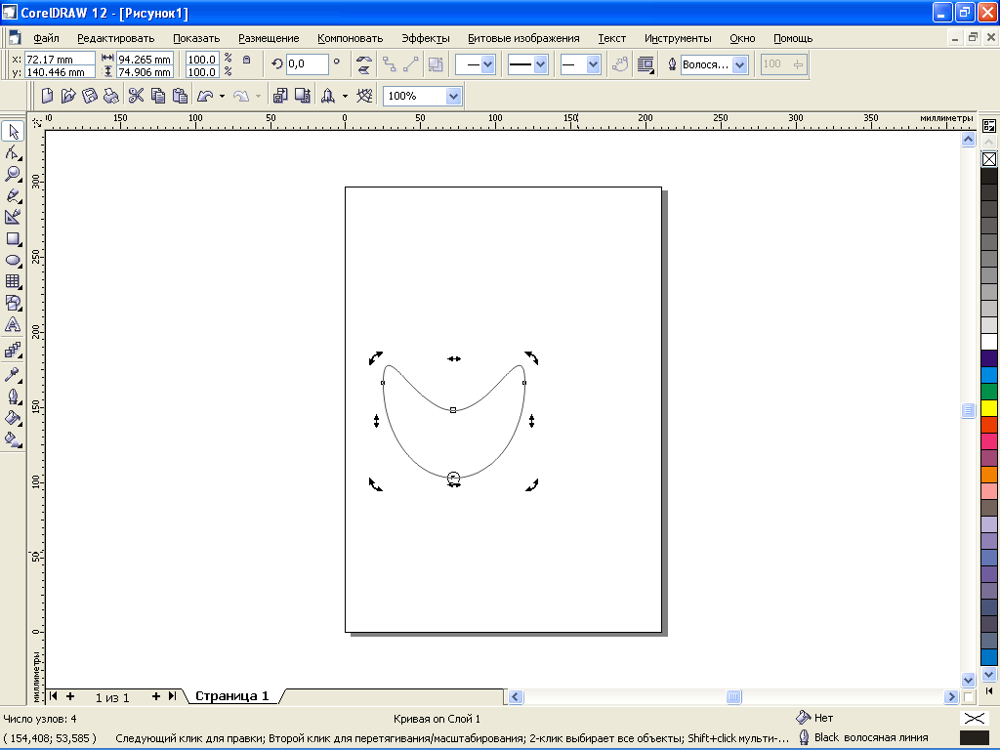 CorelDRAW 12 - [Рисунок1]
Файл Редактировать Показать Размещение Компоновать Эффекты Битовые изображения Текст Инструменты Окно Помощь
x: 72.17 mm 94.265 mm 100.0 % 0,0 ° Волося... 100
y: 140.446 mm 74.906 mm 100.0 %
100%
150 100 50 0 50 100 150 200 250 300 350 миллиметры
300
250
200
150
100
50
0
миллиметры
1 из 1 Страница 1
Число узлов: 4 Кривая on Слой 1 Нет
( 154,408; 53,585 ) Следующий клик для правки; Второй клик для перетягивания/масштабирования; 2-клик выбирает все объекты; Shift+click мульти-... Black волосяная линия